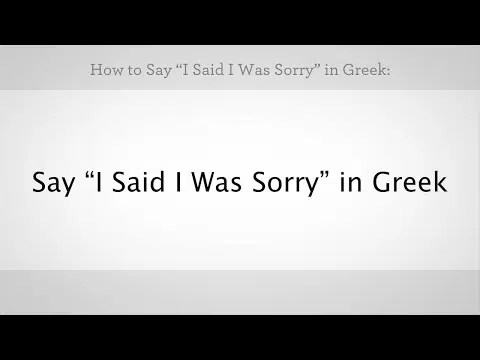 How to Say “I Said I Was Sorry” in Greek:
Say “I Said I Was Sorry” in Greek